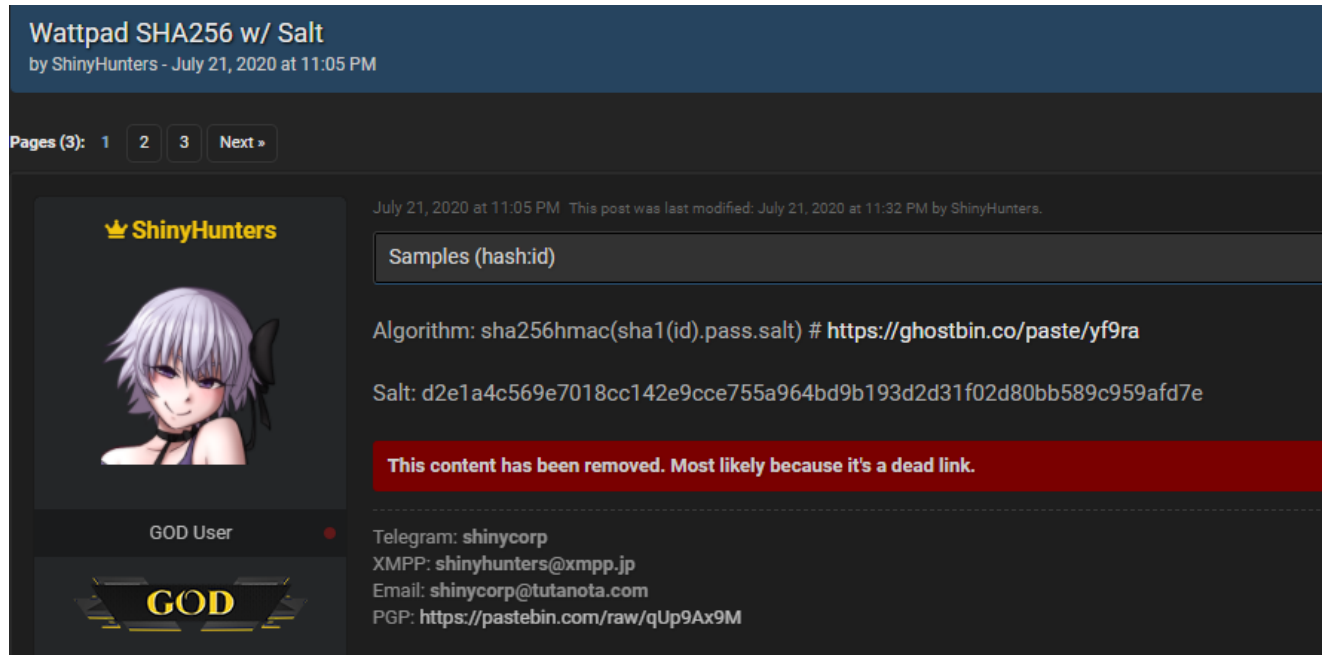 Wattpad SHA256 w/ Salt
by ShinyHunters - July 21, 2020 at 11:05 PM
Pages (3): 1 2 3 Next »
ShinyHunters
GOD User
GOD
July 21, 2020 at 11:05 PM This post was last modified: July 21, 2020 at 11:32 PM by ShinyHunters.
Samples (hash:id)
Algorithm: sha256hmac(sha1(id).pass.salt) # https://ghostbin.co/paste/yf9ra
Salt: d2e1a4c569e7018cc142e9cce755a964bd9b193d2d31f02d80bb589c959afd7e
This content has been removed. Most likely because it's a dead link.
Telegram: shinycorp
XMPP: shinyhunters@xmpp.jp
Email: shinycorp@tutanota.com
PGP: https://pastebin.com/raw/qUp9Ax9M